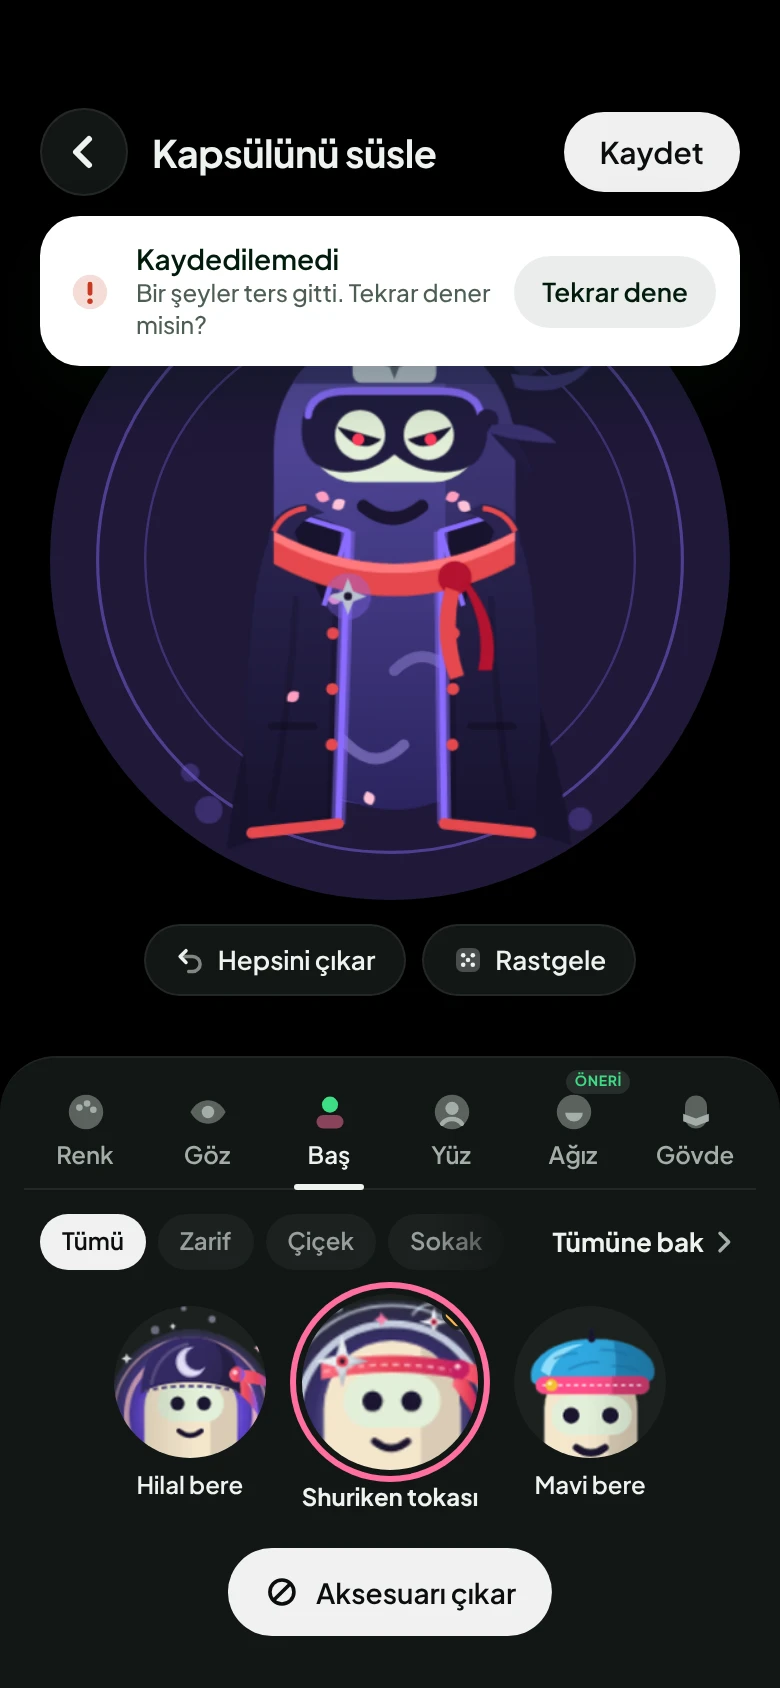 Kapsülünü süsle
Kaydet
Kaydedilemedi
Bir şeyler ters gitti. Tekrar dener
misin?
Tekrar dene
Hepsini çıkar
Rastgele
ÖNERİ
Renk
Göz
Baş
Yüz
Ağız
Gövde
Tümü
Zarif
Çiçek
Sokak
Tümüne bak
Hilal bere
Shuriken tokası
Mavi bere
Aksesuarı çıkar